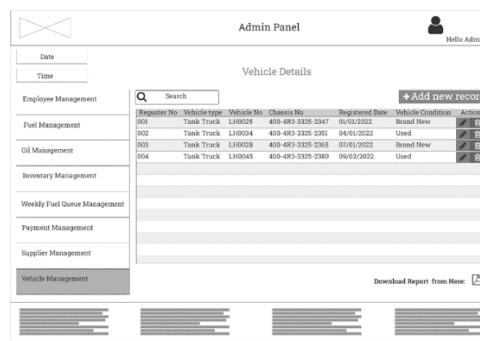 Admin Panel
Hello Admi
Date
Time
Vehicle Details
Employee Management
Fuel Management
Oil Management
Inventory Management
Weekly Fuel Queue Management
Payment Management
Supplier Management
Vehicle Management
Search
+Add new recor
Reguster No Vehicle type Vehicle No Chassis No Registered Date Vehicle Condition Action
001 Tank Truck LH0025 400-4R3-3325-2347 01/01/2022 Brand New
002 Tank Truck LH0034 400-4R3-3325-2351 04/01/2022 Used
003 Tank Truck LH0028 400-4R3-3325-2365 07/01/2022 Brand New
004 Tank Truck LH0045 400-4R3-3325-2380 09/02/2022 Used
Download Report from Here: